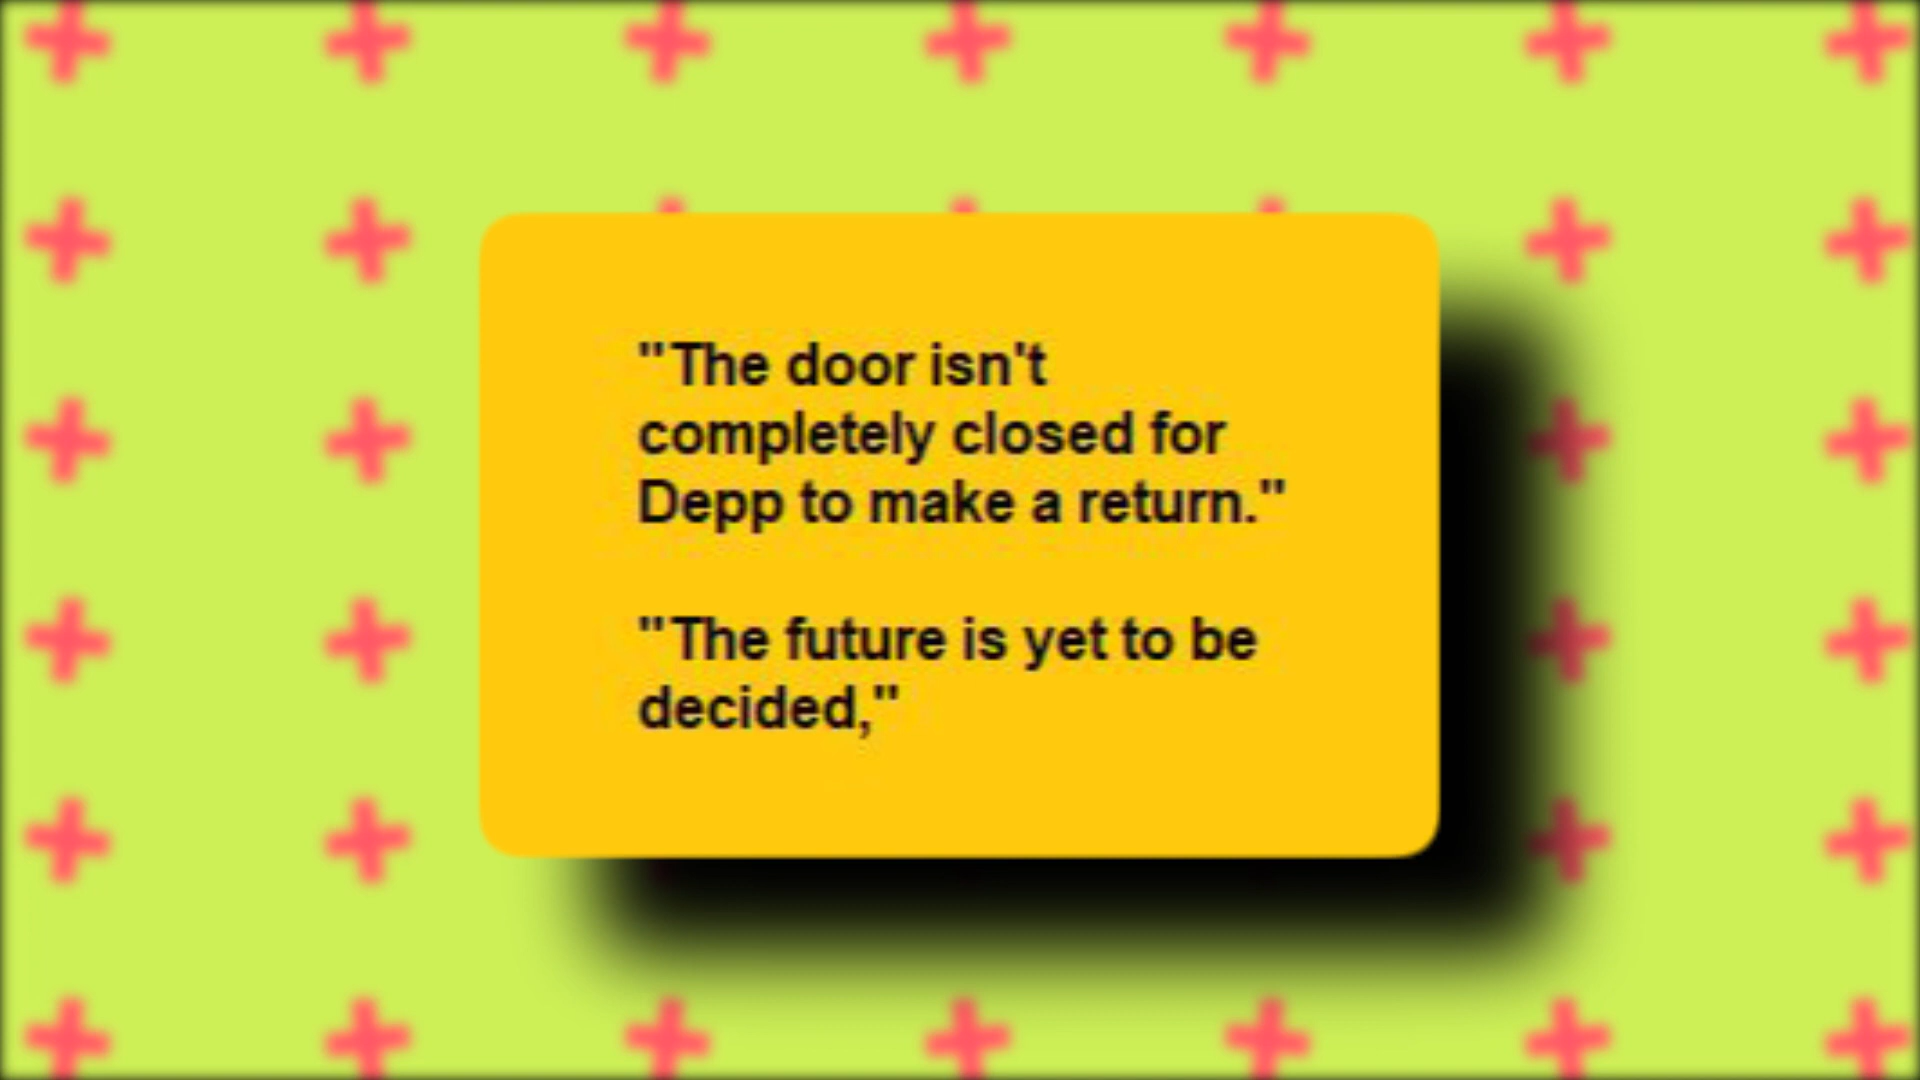 "The door isn't
completely closed for
Depp to make a return."
"The future is yet to be
decided,"